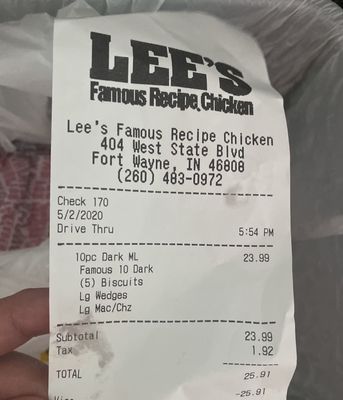 LEE'S
Famous Recipe Chicken
Lee's Famous Recipe Chicken
404 West State Blvd
Fort Wayne, IN 46808
(260) 483-0972
Check 170
5/2/2020
Drive Thru 5:54 PM
10pc Dark ML 23.99
Famous 10 Dark
(5) Biscuits
Lg Wedges
Lg Mac/Chz
Subtotal 23.99
Tax 1.92
TOTAL 25.91
-25.91